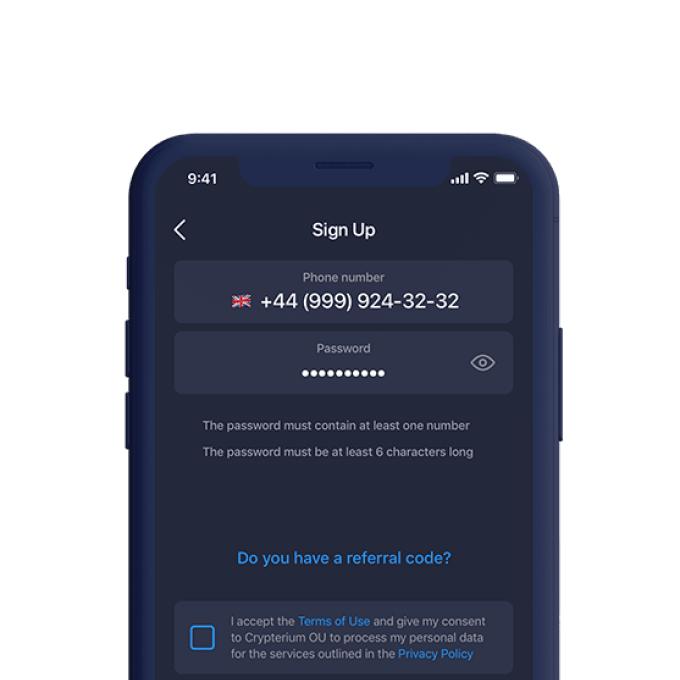 9:41
Sign Up
Phone number
+44 (999) 924-32-32
Password
••••••••••
The password must contain at least one number
The password must be at least 6 characters long
Do you have a referral code?
I accept the Terms of Use and give my consent
to Crypterium OU to process my personal data
for the services outlined in the Privacy Policy